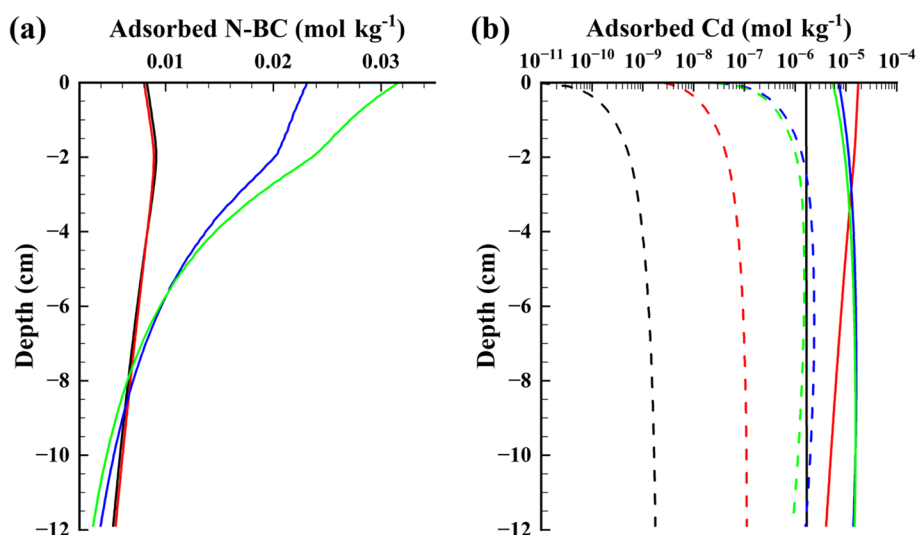 (a) Adsorbed N-BC (mol kg⁻¹)
0.01 0.02 0.03
0
−2
−4
−6
−8
−10
−12
Depth (cm)
(b) Adsorbed Cd (mol kg⁻¹)
10⁻¹¹ 10⁻¹⁰ 10⁻⁹ 10⁻⁸ 10⁻⁷ 10⁻⁶ 10⁻⁵ 10⁻⁴
0
−2
−4
−6
−8
−10
−12
Depth (cm)